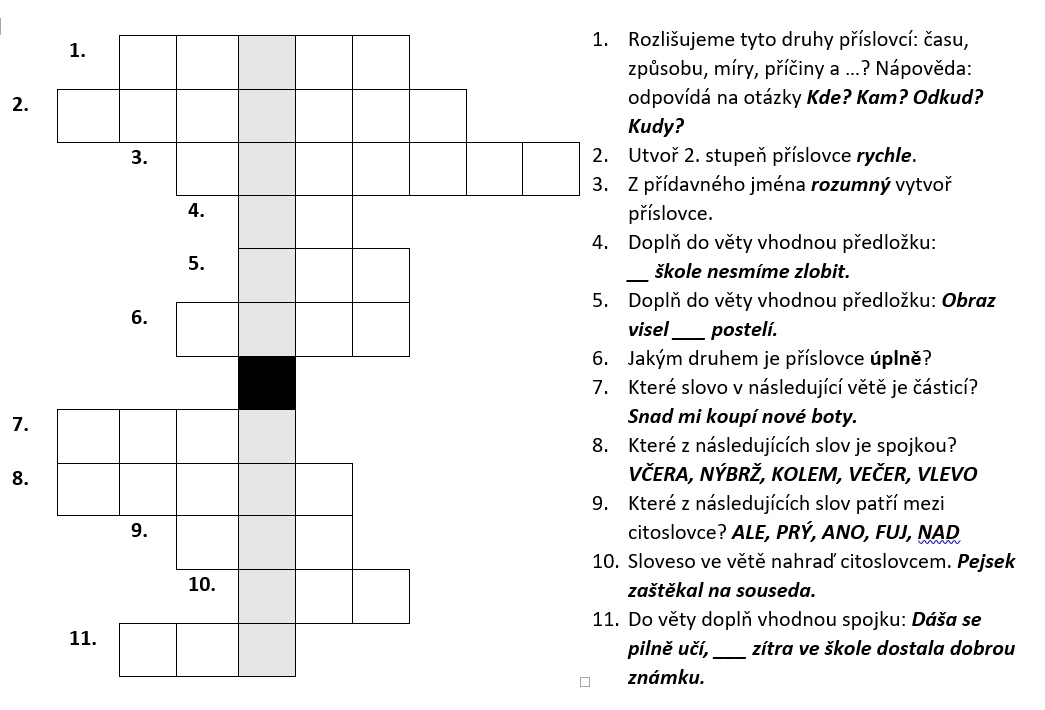 1.
2.
3.
4.
5.
6.
7.
8.
9.
10.
11.
1. Rozlišujeme tyto druhy příslovcí: času,
způsobu, míry, příčiny a …? Nápověda:
odpovídá na otázky Kde? Kam? Odkud?
Kudy?
2. Utvoř 2. stupeň příslovce rychle.
3. Z přídavného jména rozumný vytvoř
příslovce.
4. Doplň do věty vhodnou předložku:
__ škole nesmíme zlobit.
5. Doplň do věty vhodnou předložku: Obraz
visel ___ postelí.
6. Jakým druhem je příslovce úplně?
7. Které slovo v následující větě je částicí?
Snad mi koupí nové boty.
8. Které z následujících slov je spojkou?
VČERA, NÝBRŽ, KOLEM, VEČER, VLEVO
9. Které z následujících slov patří mezi
citoslovce? ALE, PRÝ, ANO, FUJ, NAD
10. Sloveso ve větě nahraď citoslovcem. Pejsek
zaštěkal na souseda.
11. Do věty doplň vhodnou spojku: Dáša se
pilně učí, ___ zítra ve škole dostala dobrou
známku.